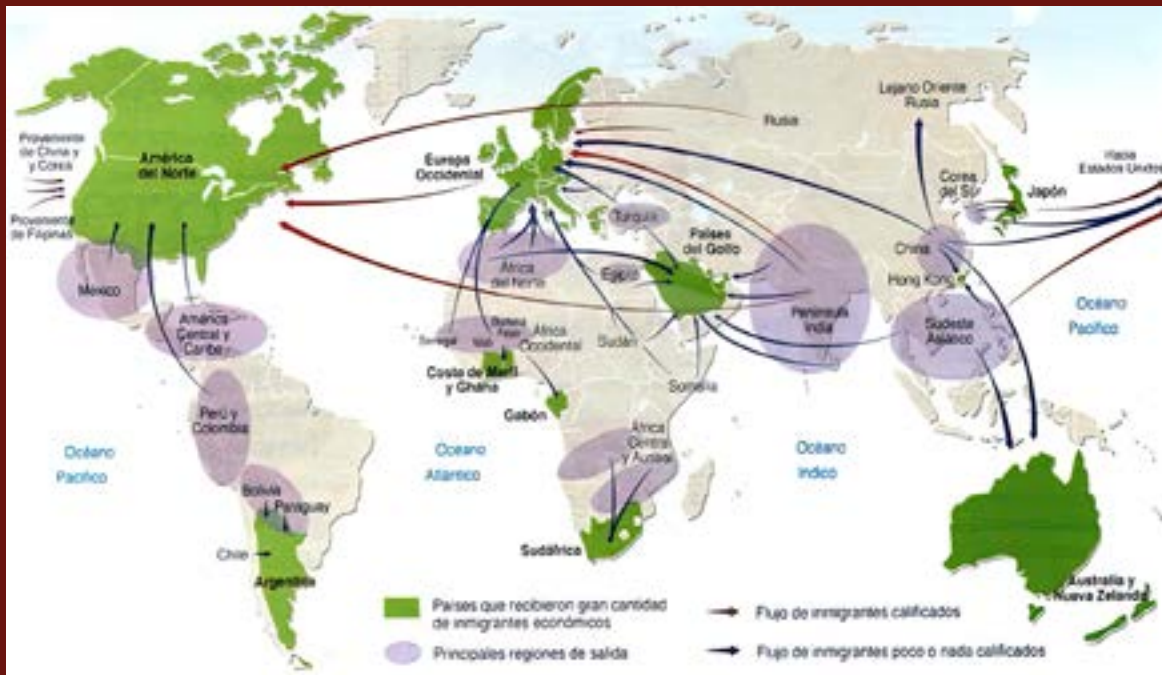 Proveniente
de China y
y Corea
Proveniente
de Filipinas
América
del Norte
México
América
Central y
Caribe
Perú y
Colombia
Océano
Pacífico
Bolivia
Paraguay
Chile
Argentina
Europa
Occidental
África
del Norte
Turquía
Egipto
Países
del Golfo
Senegal
Malí
África
Occidental
Sudán
Somalia
Costa de Marfil
y Ghana
Gabón
África
Central
y Austral
Océano
Atlántico
Sudáfrica
Rusia
Lejano Oriente
Rusia
Corea
del Sur
Japón
Hacia
Estados Unidos
China
Hong Kong
Península
India
Sudeste
Asiático
Océano
Pacífico
Océano
Indico
Australia y
Nueva Zelanda
Países que recibieron gran cantidad
de inmigrantes económicos
Principales regiones de salida
Flujo de inmigrantes calificados
Flujo de inmigrantes poco o nada calificados